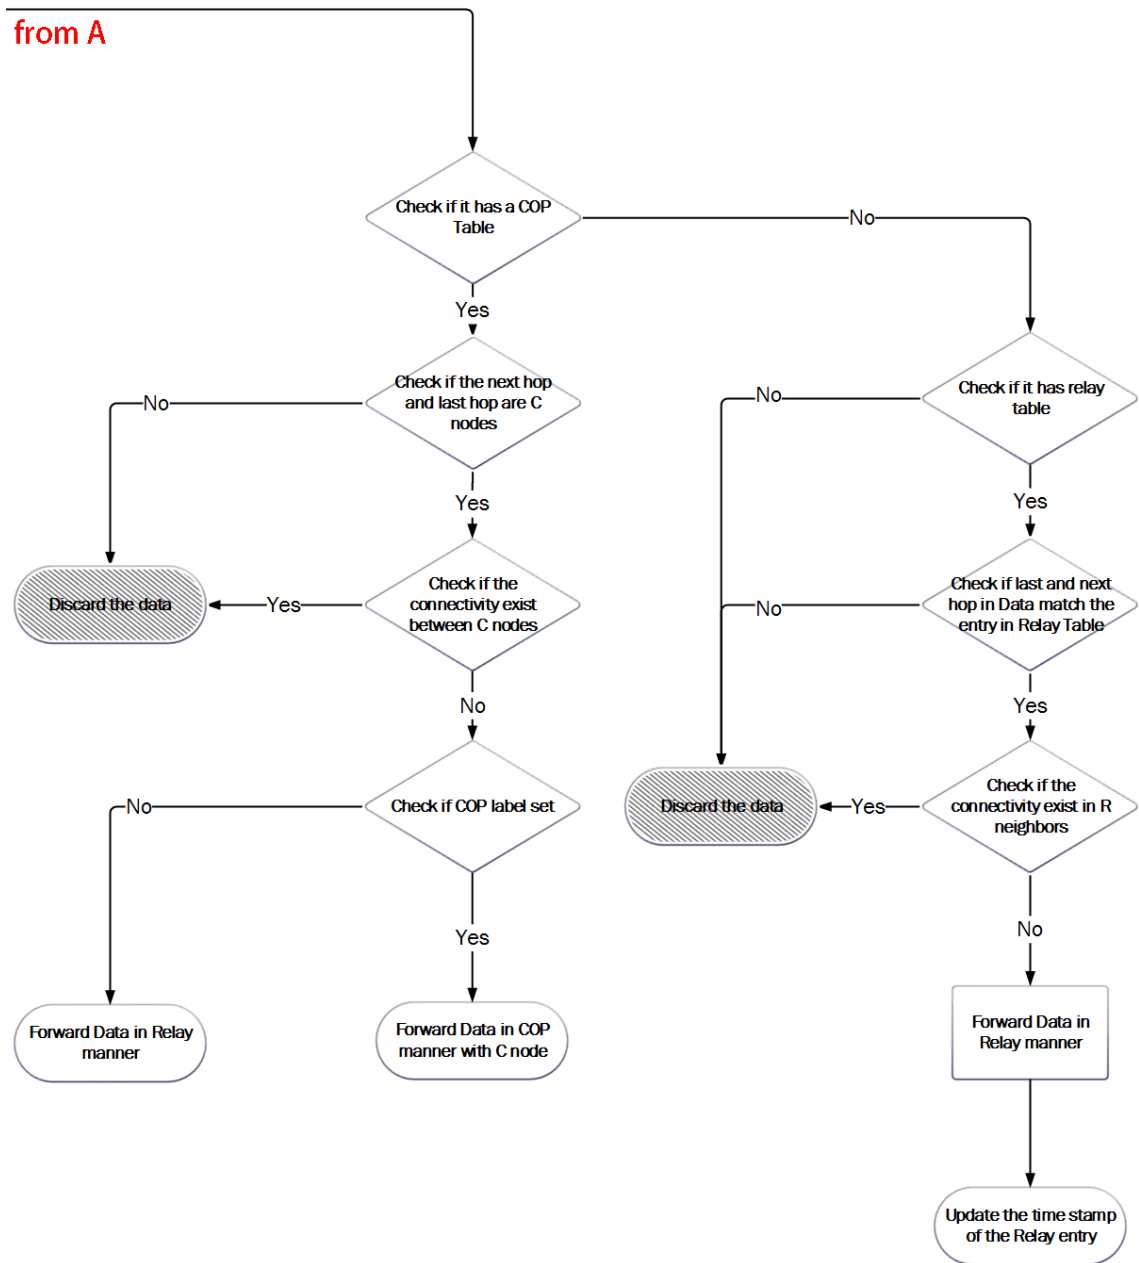 from A
Check if it has a COP
Table
No
Yes
Check if the next hop
and last hop are C
nodes
No
Check if it has relay
table
No
Yes
Yes
Check if the
connectivity exist
between C nodes
Yes
Discard the data
Check if last and next
hop in Data match the
entry in Relay Table
No
No
Yes
Check if COP label set
No
Check if the
connectivity exist in R
neighbors
Yes
Discard the data
Yes
No
Forward Data in Relay
manner
Forward Data in COP
manner with C node
Forward Data in
Relay manner
Update the time stamp
of the Relay entry